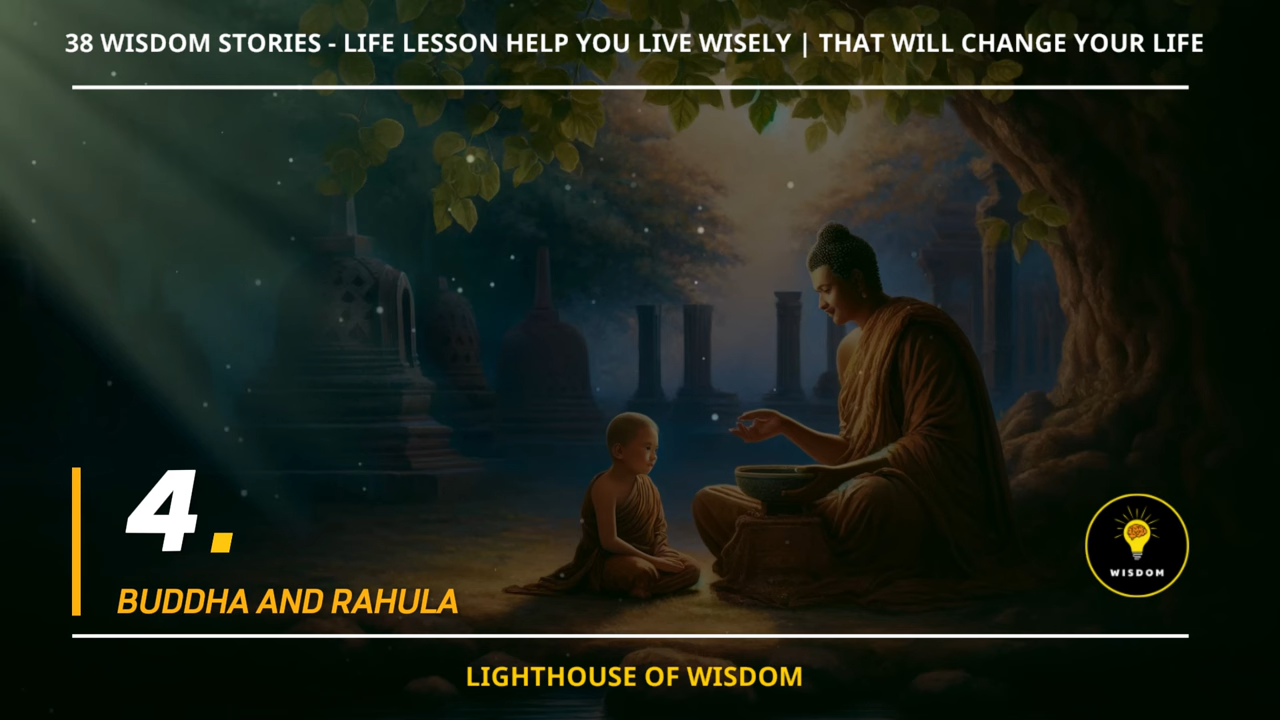 38 WISDOM STORIES - LIFE LESSON HELP YOU LIVE WISELY | THAT WILL CHANGE YOUR LIFE
4.
BUDDHA AND RAHULA
WISDOM
LIGHTHOUSE OF WISDOM